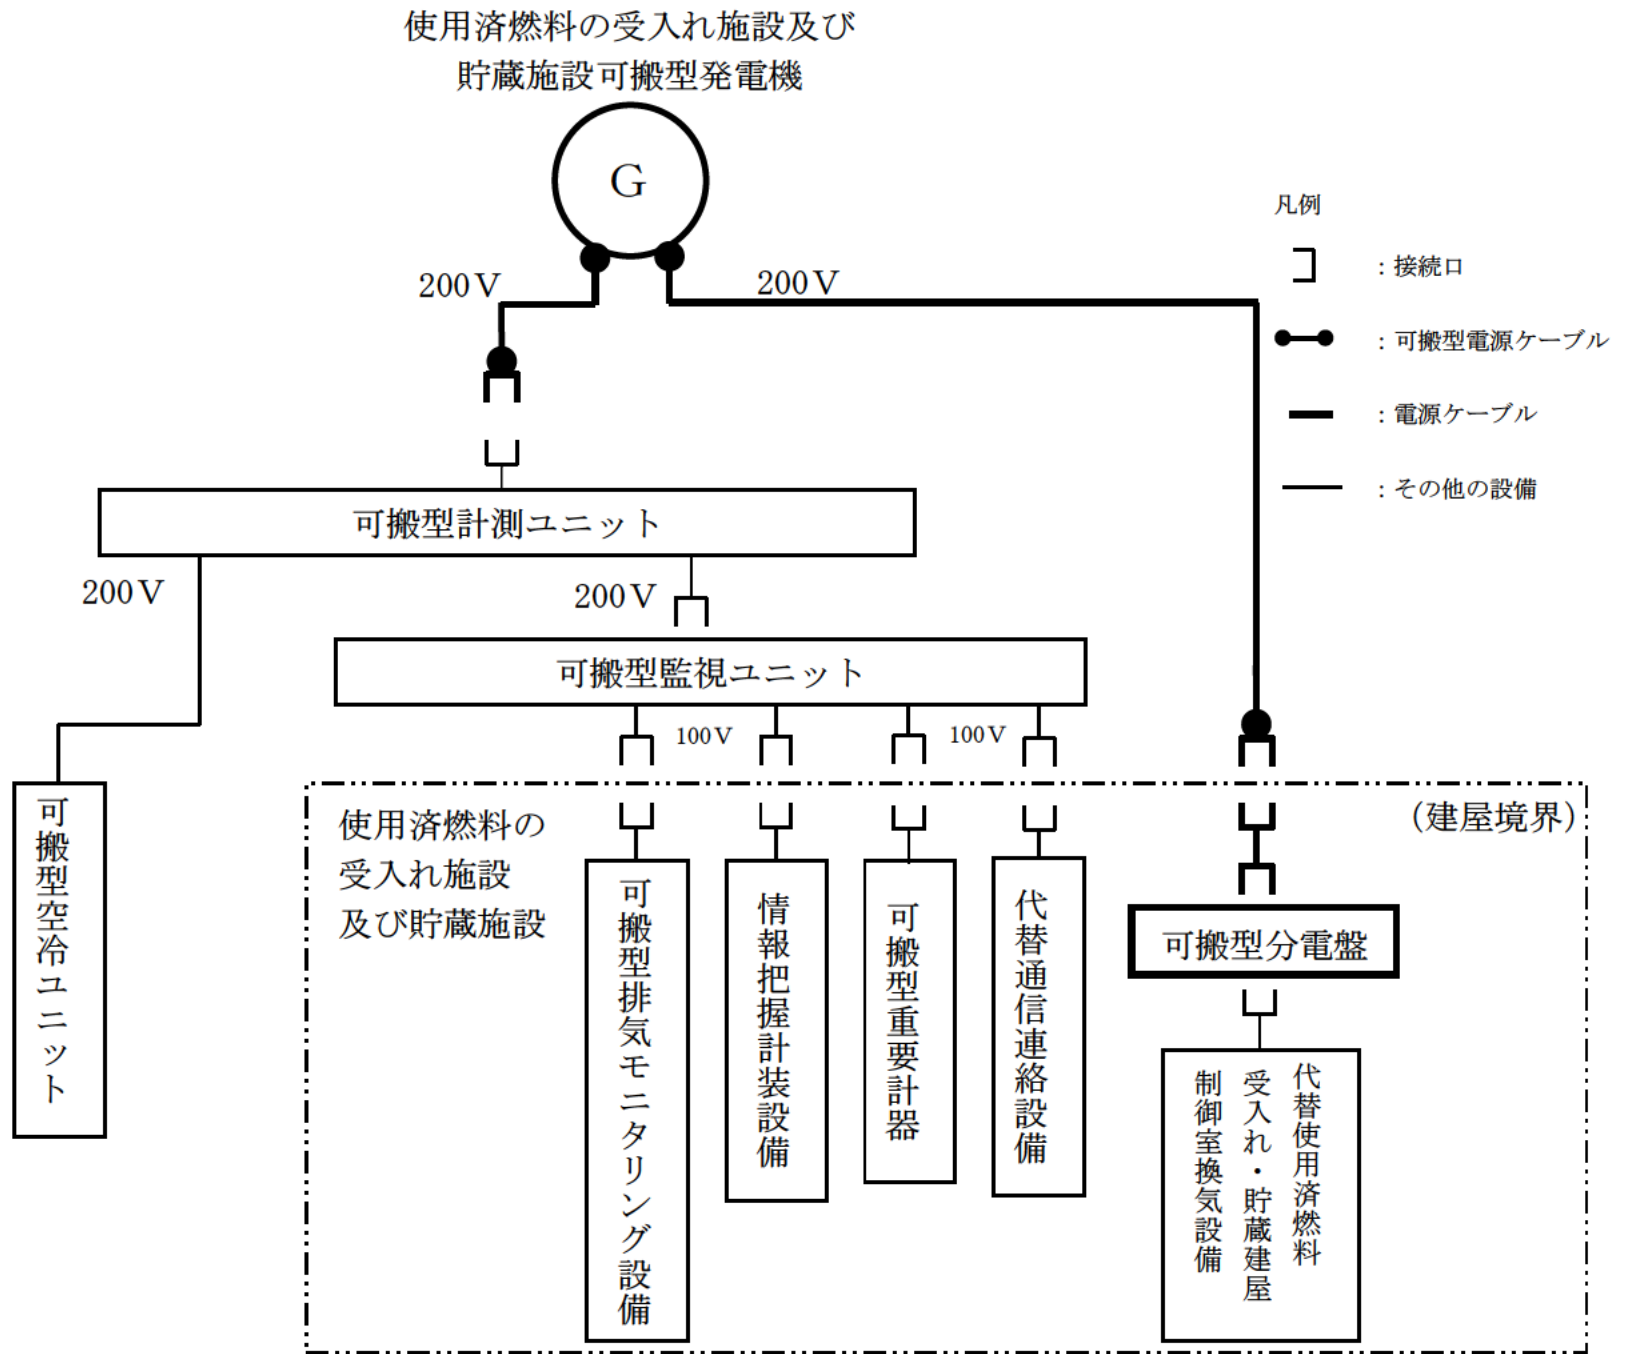 使用済燃料の受入れ施設及び
貯蔵施設可搬型発電機
G
200V
200V
凡例
：接続口
：可搬型電源ケーブル
：電源ケーブル
：その他の設備
可搬型計測ユニット
200V
200V
可搬型監視ユニット
100V
100V
可搬型空冷ユニット
使用済燃料の
受入れ施設
及び貯蔵施設
(建屋境界)
可搬型排気モニタリング設備
情報把握計装設備
可搬型重要計器
代替通信連絡設備
可搬型分電盤
代替使用済燃料
受入れ・貯蔵建屋
制御室換気設備